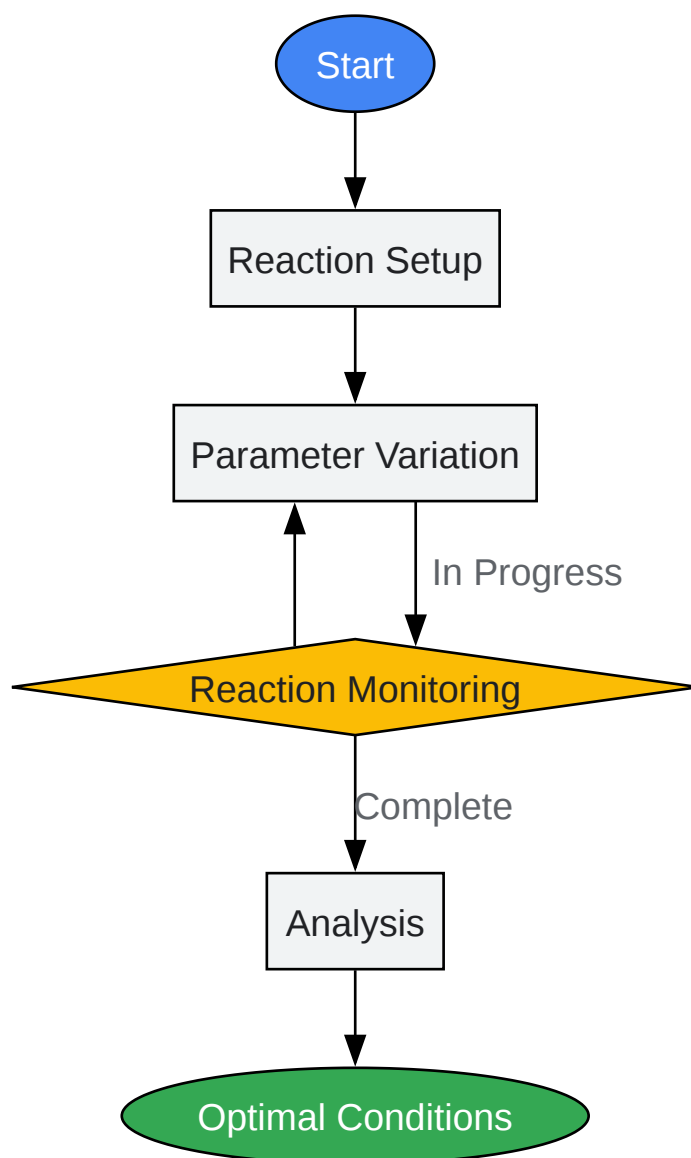 Start
Reaction Setup
Parameter Variation
In Progress
Reaction Monitoring
Complete
Analysis
Optimal Conditions